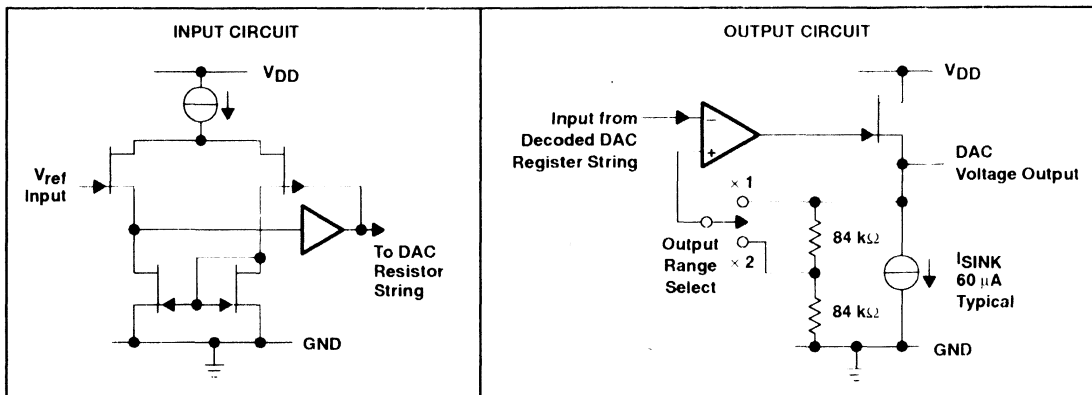 INPUT CIRCUIT
VDD
Vref
Input
To DAC
Resistor
String
GND
OUTPUT CIRCUIT
VDD
Input from
Decoded DAC
Register String
−
+
DAC
Voltage Output
× 1
Output
Range
Select
× 2
84 kΩ
84 kΩ
ISINK
60 μA
Typical
GND